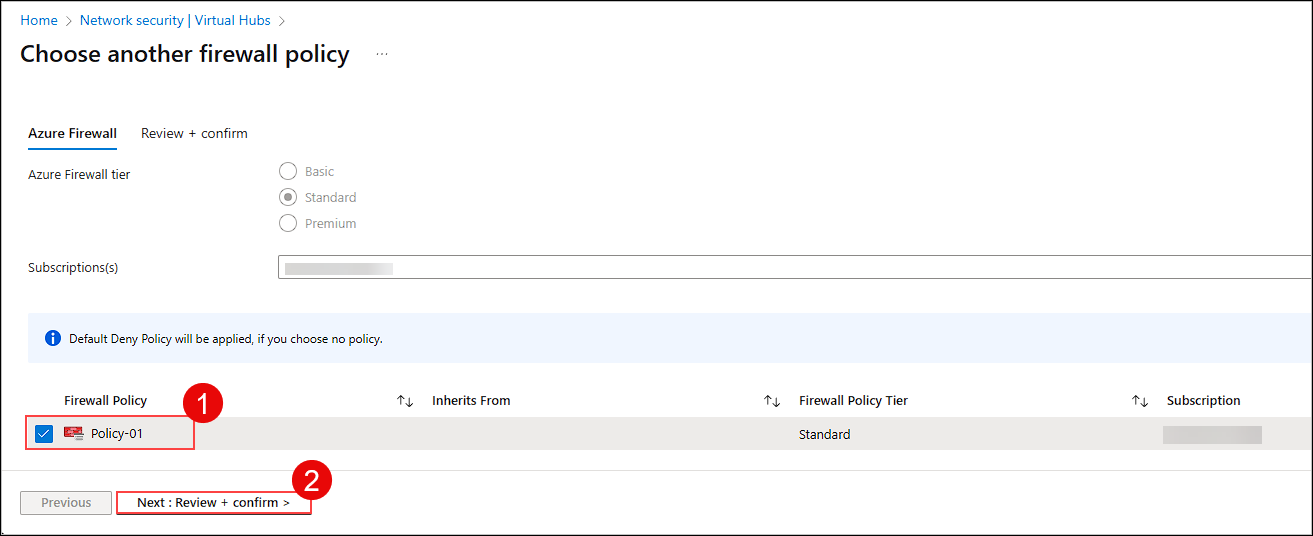 Home > Network security | Virtual Hubs >
Choose another firewall policy ...
Azure Firewall Review + confirm
Azure Firewall tier
Basic
Standard
Premium
Subscriptions(s)
Default Deny Policy will be applied, if you choose no policy.
Firewall Policy ↑↓ Inherits From ↑↓ Firewall Policy Tier ↑↓ Subscription
1
Policy-01 Standard
2
Previous Next : Review + confirm >